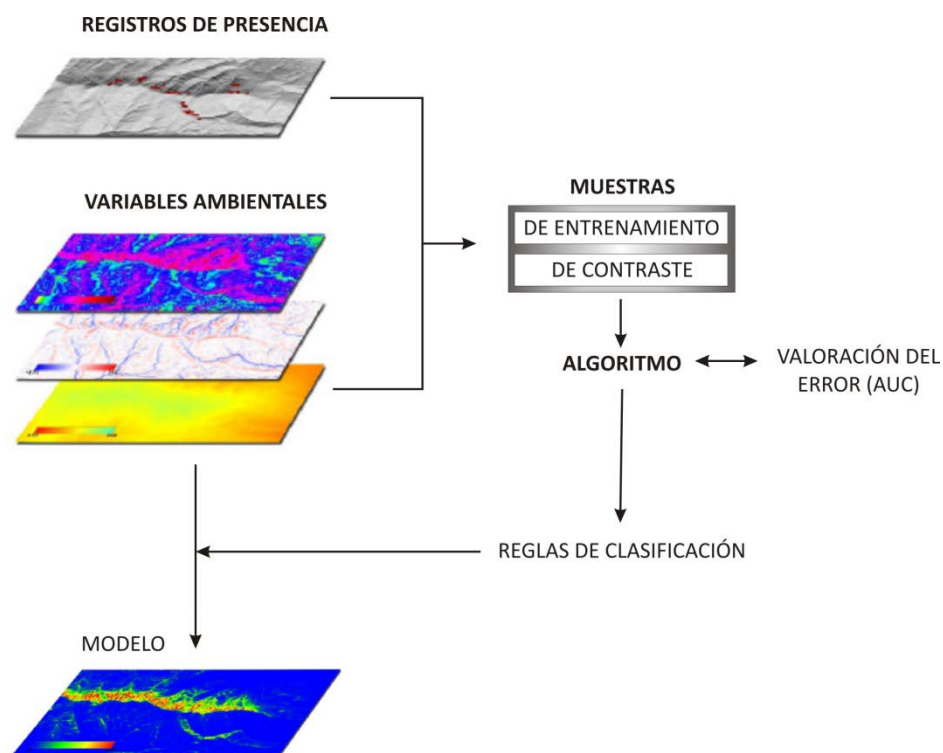 REGISTROS DE PRESENCIA
VARIABLES AMBIENTALES
MUESTRAS
DE ENTRENAMIENTO
DE CONTRASTE
ALGORITMO
VALORACIÓN DEL
ERROR (AUC)
REGLAS DE CLASIFICACIÓN
MODELO